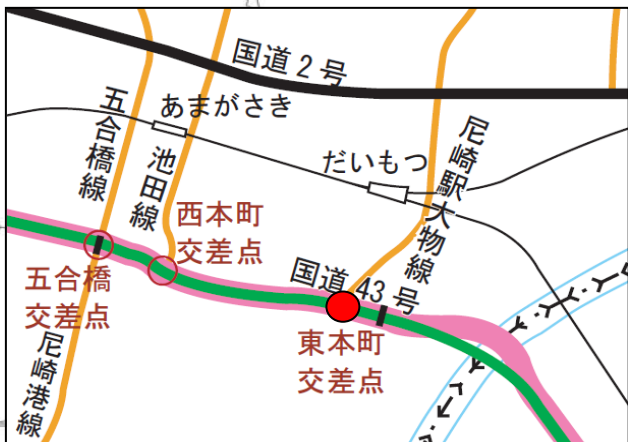 国道2号
五合橋線
あまがさき
池田線
だいもつ
尼崎駅大物線
西本町
交差点
国道43号
五合橋
交差点
東本町
交差点
尼崎港線